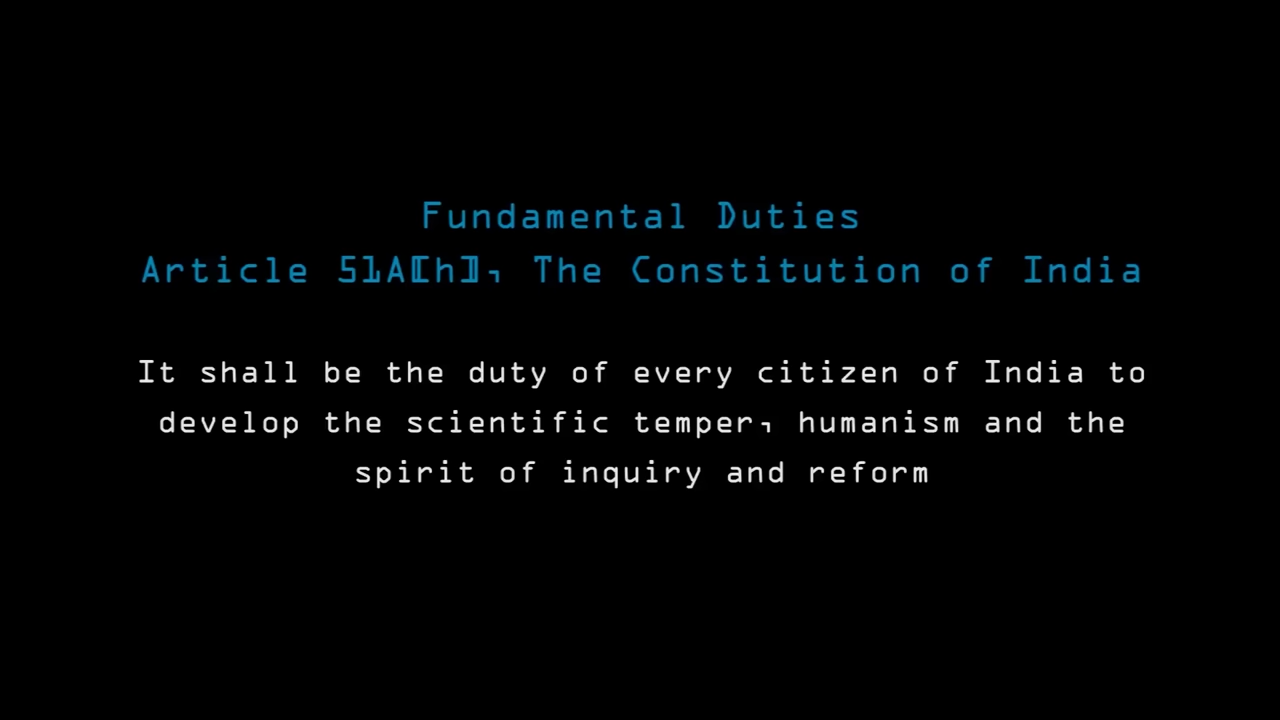 Fundamental Duties
Article 51A[h], The Constitution of India
It shall be the duty of every citizen of India to
develop the scientific temper, humanism and the
spirit of inquiry and reform